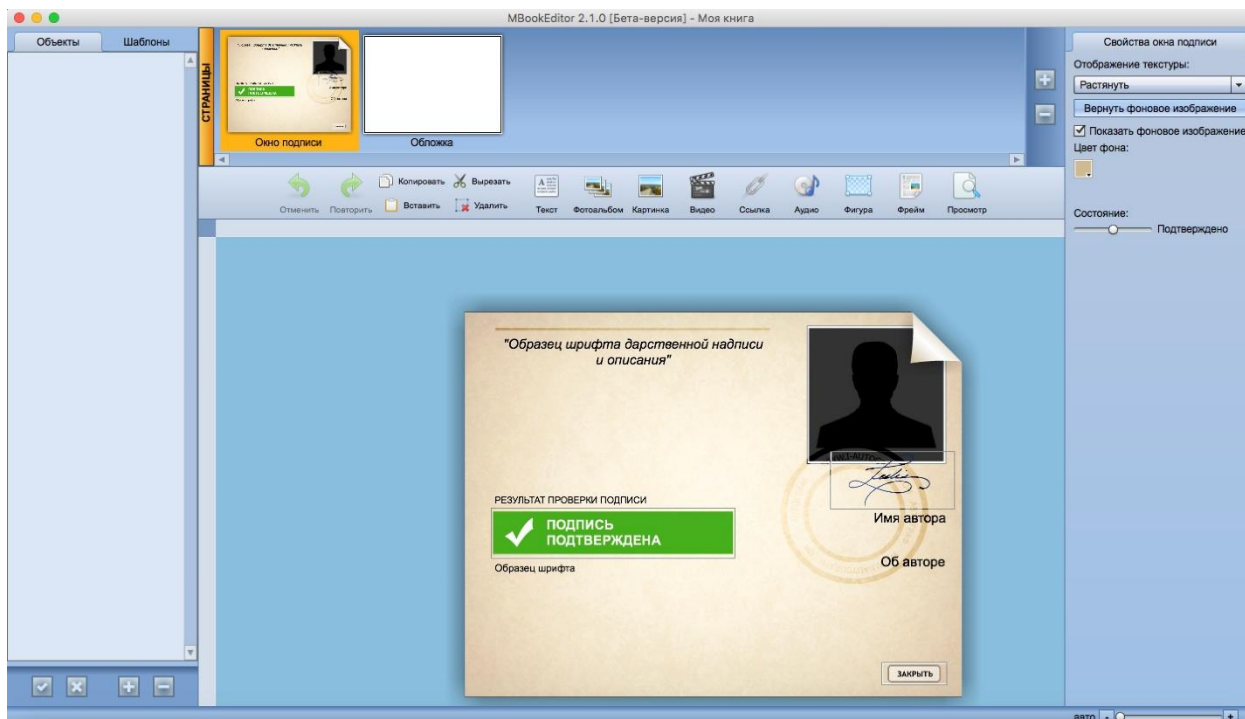 MBookEditor 2.1.0 [Бета-версия] - Моя книга
Объекты
Шаблоны
СТРАНИЦЫ
Окно подписи
Обложка
Отменить
Повторить
Копировать
Вырезать
Вставить
Удалить
Текст
Фотоальбом
Картинка
Видео
Ссылка
Аудио
Фигура
Фрейм
Просмотр
Свойства окна подписи
Отображение текстуры:
Растянуть
Вернуть фоновое изображение
Показать фоновое изображение
Цвет фона:
Состояние:
Подтверждено
"Образец шрифта дарственной надписи
и описания"
РЕЗУЛЬТАТ ПРОВЕРКИ ПОДПИСИ
ПОДПИСЬ
ПОДТВЕРЖДЕНА
Образец шрифта
Имя автора
Об авторе
ЗАКРЫТЬ
авто